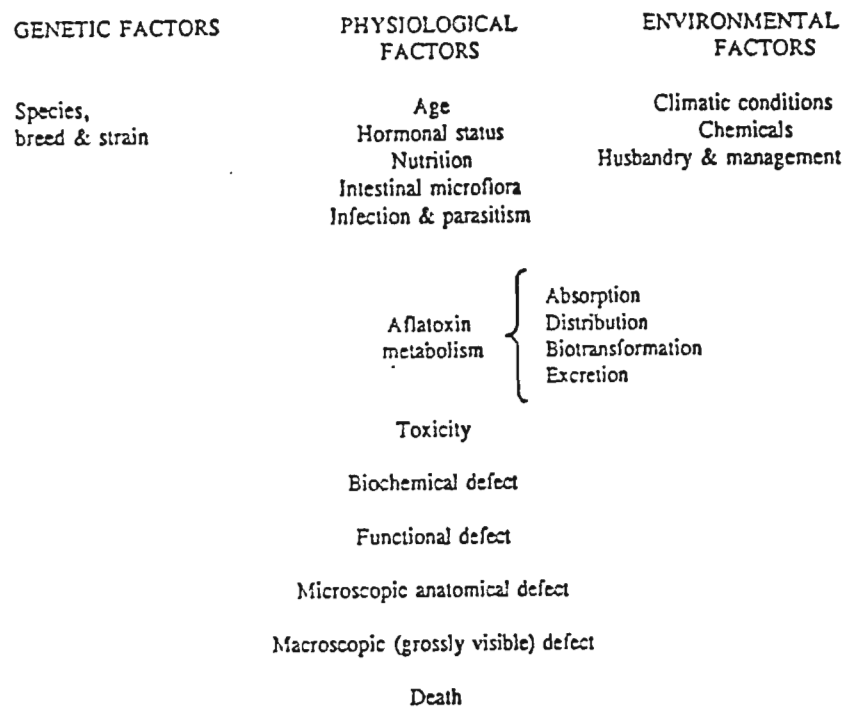 GENETIC FACTORS
Species,
breed & strain
PHYSIOLOGICAL
FACTORS
Age
Hormonal status
Nutrition
Intestinal microflora
Infection & parasitism
ENVIRONMENTAL
FACTORS
Climatic conditions
Chemicals
Husbandry & management
Aflatoxin
metabolism
Absorption
Distribution
Biotransformation
Excretion
Toxicity
Biochemical defect
Functional defect
Microscopic anatomical defect
Macroscopic (grossly visible) defect
Death